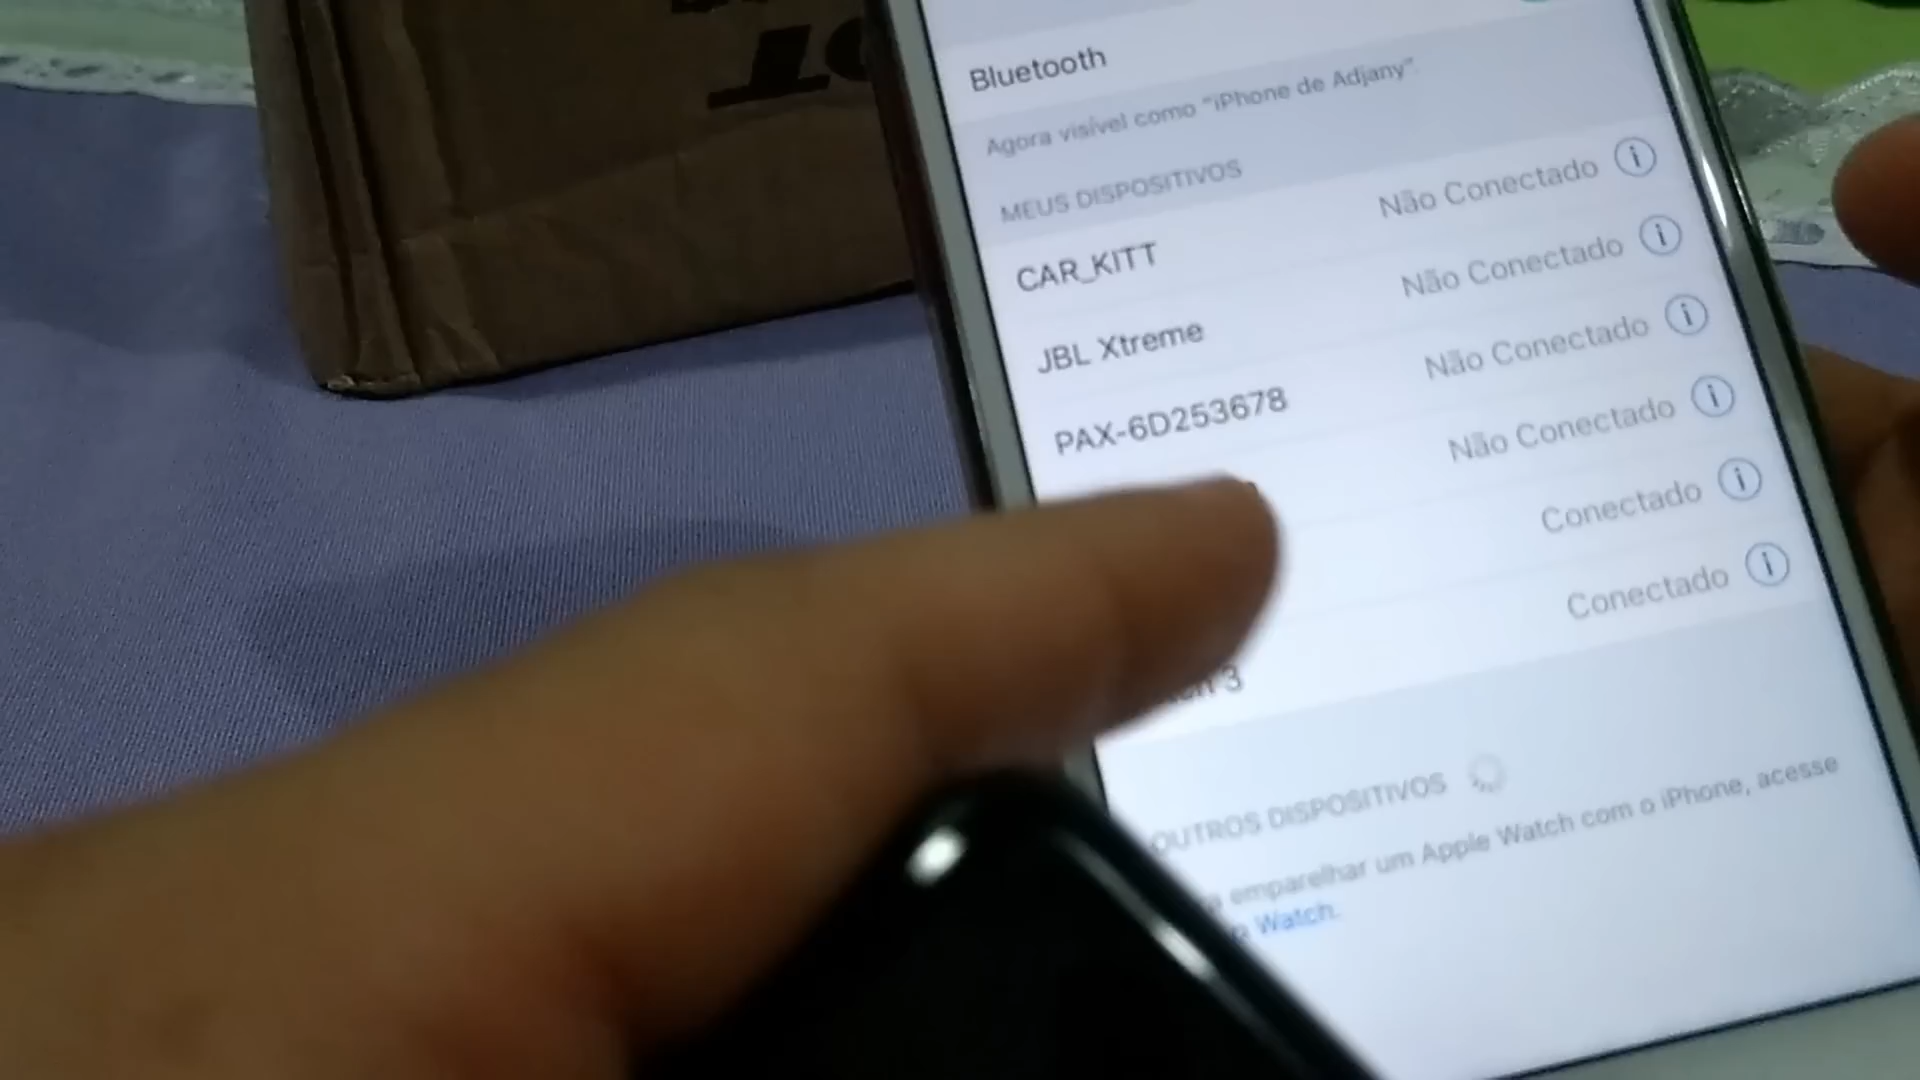 Bluetooth
Agora visível como "iPhone de Adjany".
MEUS DISPOSITIVOS
CAR_KITT Não Conectado
JBL Xtreme Não Conectado
PAX-6D253678 Não Conectado
Não Conectado
Conectado
3 Conectado
OUTROS DISPOSITIVOS
emparelhar um Apple Watch com o iPhone, acesse
Watch.